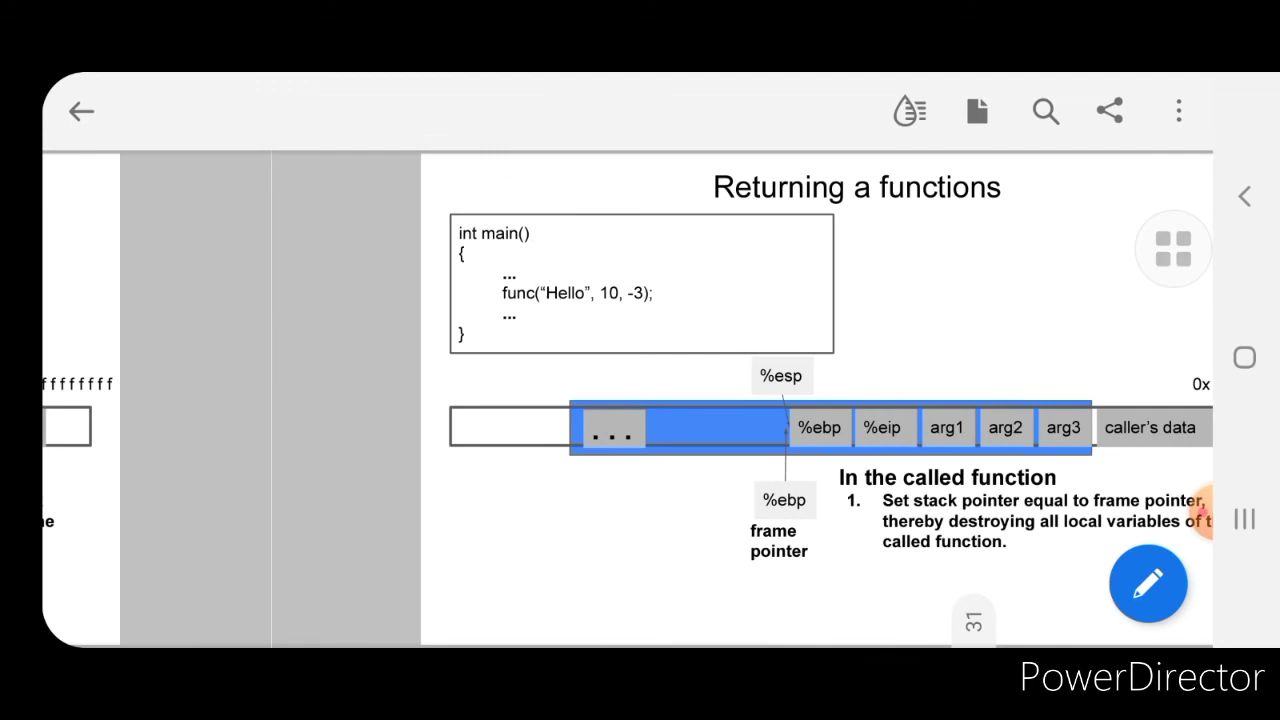 Returning a functions
int main()
{
...
func(“Hello”, 10, -3);
...
}
%esp
ffffffff
0x
... %ebp %eip arg1 arg2 arg3 caller’s data
%ebp
frame
pointer
In the called function
1. Set stack pointer equal to frame pointer,
thereby destroying all local variables of t
called function.
ne
31
PowerDirector